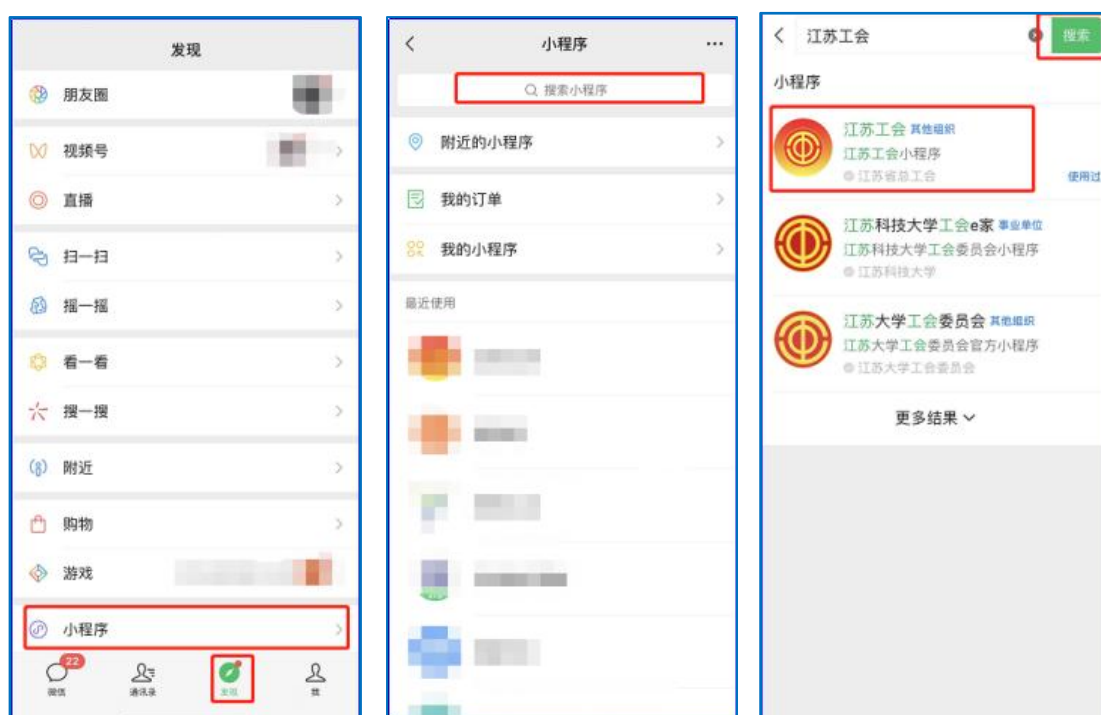 发现
朋友圈
视频号
直播
扫一扫
摇一摇
看一看
搜一搜
附近
购物
游戏
小程序
22
微信
通讯录
发现
我
小程序
搜索小程序
附近的小程序
我的订单
我的小程序
最近使用
江苏工会
搜索
小程序
江苏工会 其他组织
江苏工会小程序
江苏省总工会
使用过
江苏科技大学工会e家 事业单位
江苏科技大学工会委员会小程序
江苏科技大学
江苏大学工会委员会 其他组织
江苏大学工会委员会官方小程序
江苏大学工会委员会
更多结果